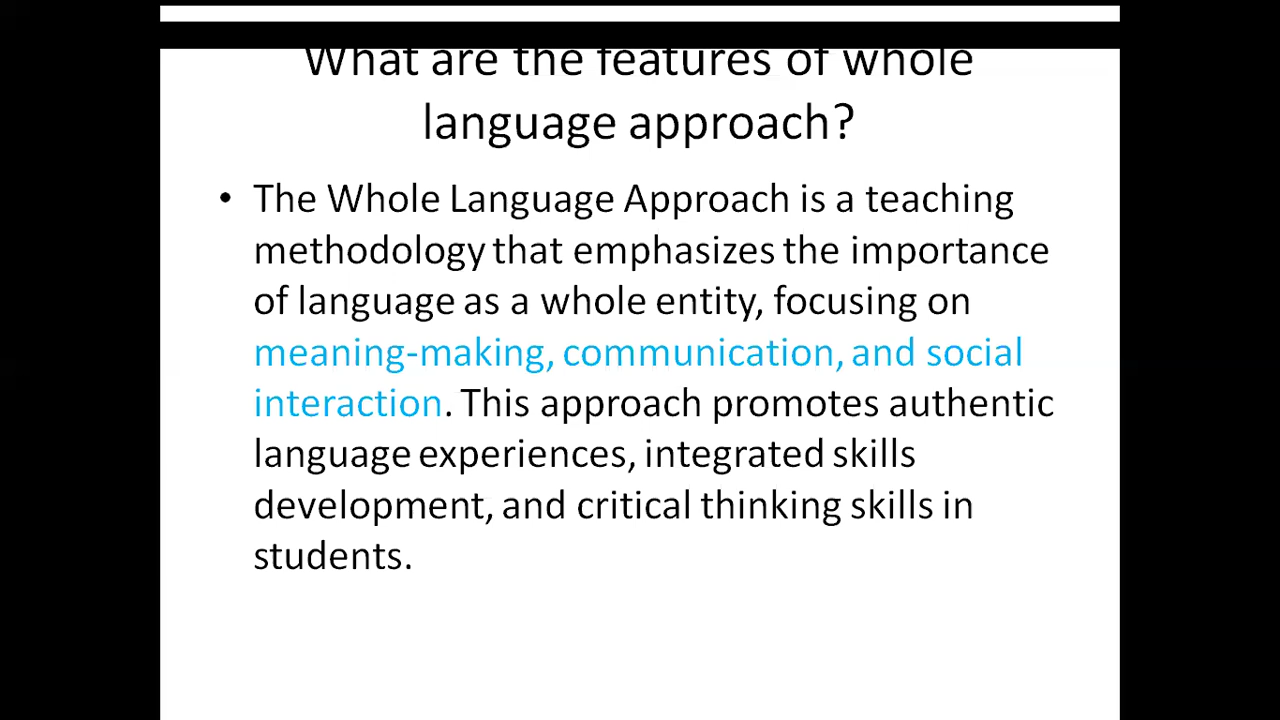 What are the features of whole
language approach?
• The Whole Language Approach is a teaching
methodology that emphasizes the importance
of language as a whole entity, focusing on
meaning-making, communication, and social
interaction. This approach promotes authentic
language experiences, integrated skills
development, and critical thinking skills in
students.